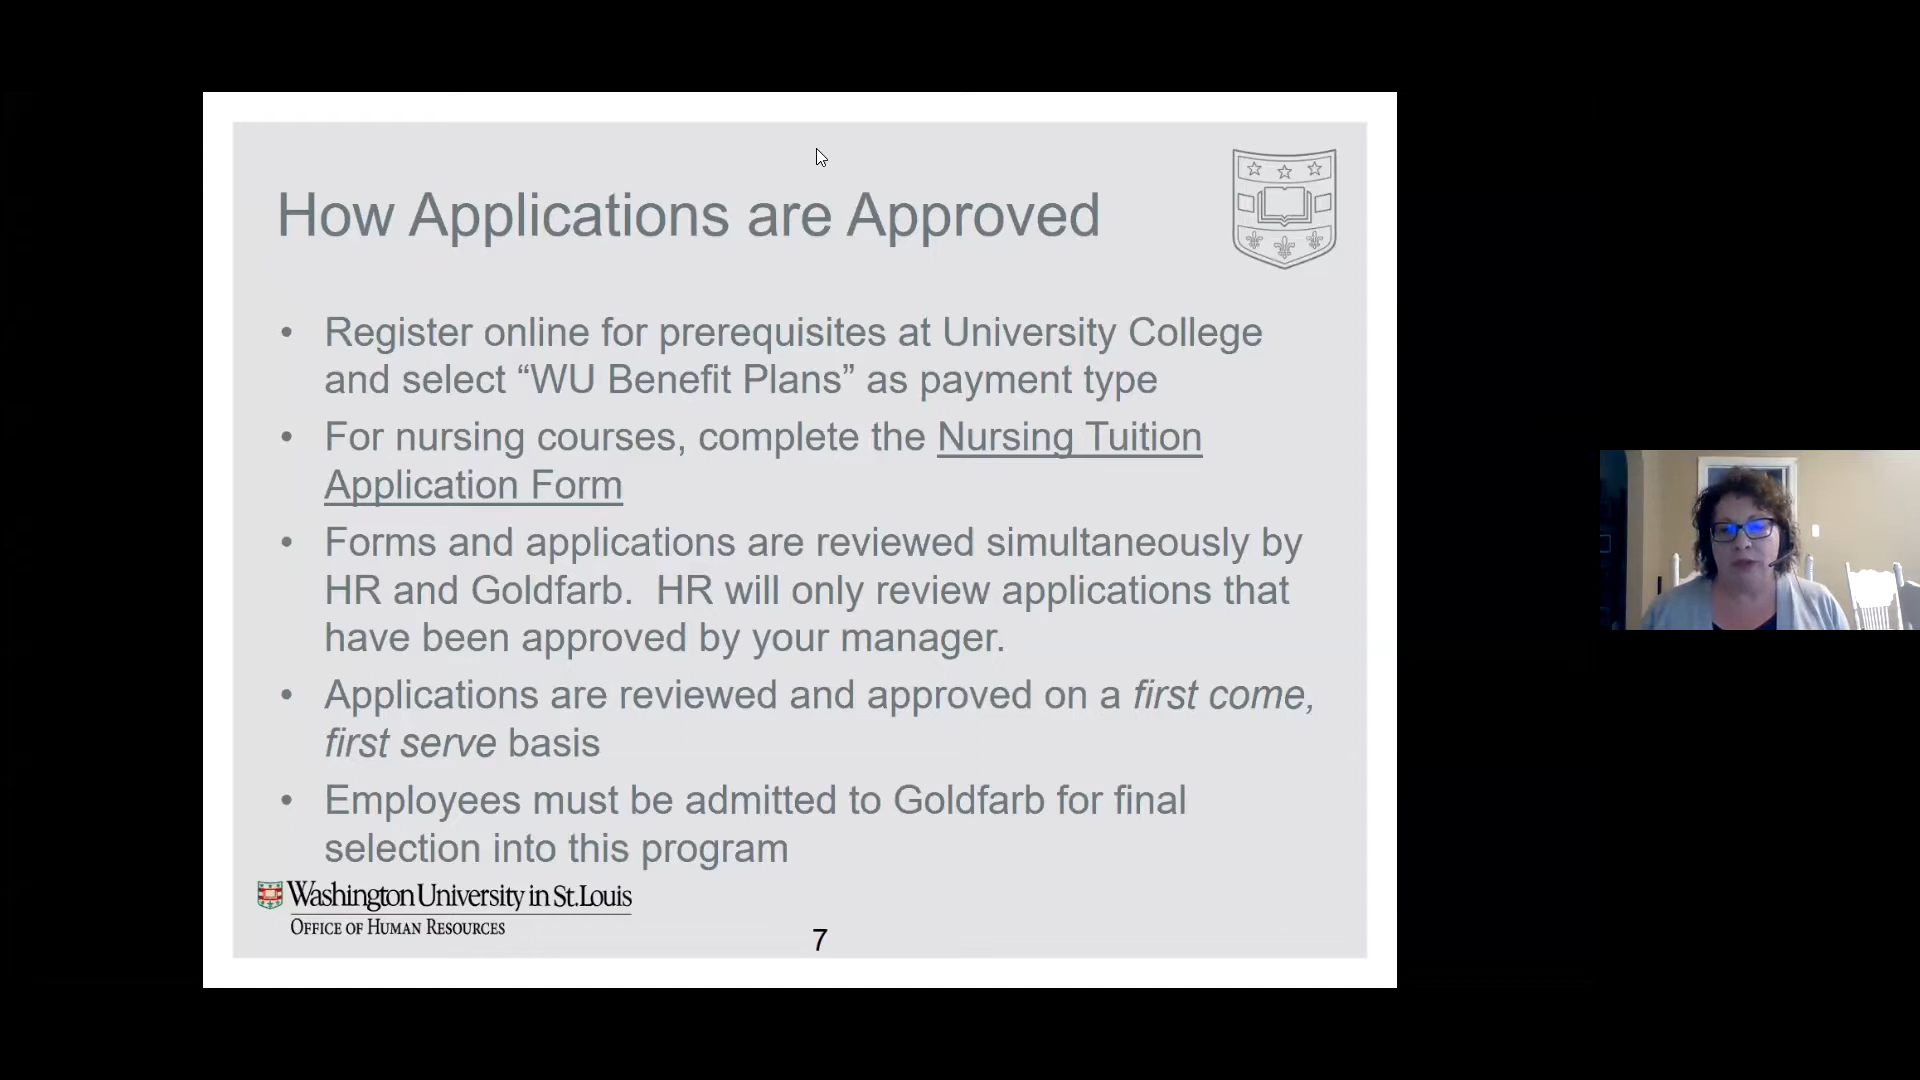 How Applications are Approved
• Register online for prerequisites at University College
and select “WU Benefit Plans” as payment type
• For nursing courses, complete the Nursing Tuition
Application Form
• Forms and applications are reviewed simultaneously by
HR and Goldfarb.  HR will only review applications that
have been approved by your manager.
• Applications are reviewed and approved on a first come,
first serve basis
• Employees must be admitted to Goldfarb for final
selection into this program
Washington University in St. Louis
OFFICE OF HUMAN RESOURCES
7